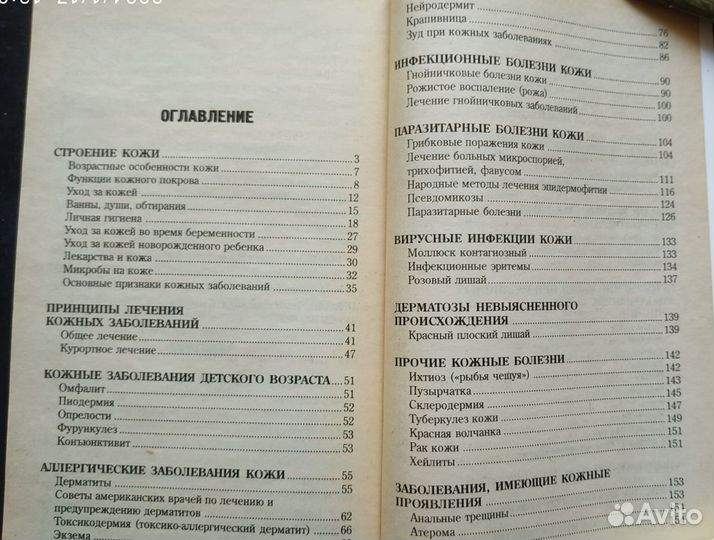 ОГЛАВЛЕНИЕ
СТРОЕНИЕ КОЖИ 3
Возрастные особенности кожи 7
Функции кожного покрова 8
Уход за кожей 12
Ванны, души, обтирания 15
Личная гигиена 18
Уход за кожей во время беременности 27
Уход за кожей новорожденного ребенка 29
Лекарства и кожа 30
Микробы на коже 32
Основные признаки кожных заболеваний 35
ПРИНЦИПЫ ЛЕЧЕНИЯ
КОЖНЫХ ЗАБОЛЕВАНИЙ 41
Общее лечение 41
Курортное лечение 47
КОЖНЫЕ ЗАБОЛЕВАНИЯ ДЕТСКОГО ВОЗРАСТА 51
Омфалит 51
Пиодермия 52
Опрелости 52
Фурункулез 53
Конъюнктивит 53
АЛЛЕРГИЧЕСКИЕ ЗАБОЛЕВАНИЯ КОЖИ 55
Дерматиты 55
Советы американских врачей по лечению и
предупреждению дерматитов 62
Токсикодермия (токсико-аллергический дерматит) 66
Экзема
Нейродермит 76
Крапивница 82
Зуд при кожных заболеваниях 86
ИНФЕКЦИОННЫЕ БОЛЕЗНИ КОЖИ 90
Гнойничковые болезни кожи 90
Рожистое воспаление (рожа) 100
Лечение гнойничковых заболеваний 100
ПАРАЗИТАРНЫЕ БОЛЕЗНИ КОЖИ 104
Грибковые поражения кожи 104
Лечение больных микроспорией,
трихофитией, фавусом 111
Народные методы лечения эпидермофитии 116
Псевдомикозы 124
Паразитарные болезни 126
ВИРУСНЫЕ ИНФЕКЦИИ КОЖИ 133
Моллюск контагиозный 133
Инфекционные эритемы 134
Розовый лишай 137
ДЕРМАТОЗЫ НЕВЫЯСНЕННОГО
ПРОИСХОЖДЕНИЯ 139
Красный плоский лишай 139
ПРОЧИЕ КОЖНЫЕ БОЛЕЗНИ 142
Ихтиоз («рыбья чешуя») 142
Пузырчатка 143
Склеродермия 145
Туберкулез кожи 147
Красная волчанка 149
Рак кожи 151
Хейлиты 151
ЗАБОЛЕВАНИЯ, ИМЕЮЩИЕ КОЖНЫЕ
ПРОЯВЛЕНИЯ 153
Анальные трещины 153
Атерома
Avito